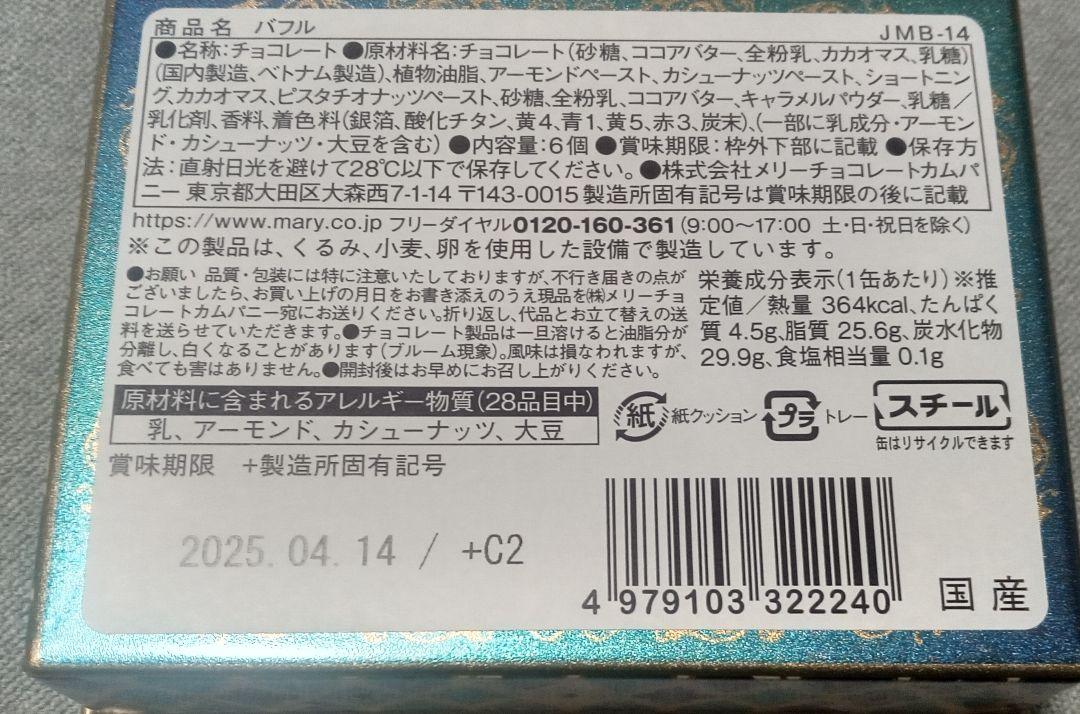 商品名 バフル JMB-14
●名称:チョコレート ●原材料名:チョコレート(砂糖、ココアバター、全粉乳、カカオマス、乳糖)
(国内製造、ベトナム製造)、植物油脂、アーモンドペースト、カシューナッツペースト、ショートニン
グ、カカオマス、ピスタチオナッツペースト、砂糖、全粉乳、ココアバター、キャラメルパウダー、乳糖/
乳化剤、香料、着色料(銀箔、酸化チタン、黄4、青1、黄5、赤3、炭末)、(一部に乳成分・アーモン
ド・カシューナッツ・大豆を含む) ●内容量:6個 ●賞味期限:枠外下部に記載 ●保存方
法:直射日光を避けて28℃以下で保存してください。 ●株式会社メリーチョコレートカムパ
ニー 東京都大田区大森西7-1-14 〒143-0015 製造所固有記号は賞味期限の後に記載
https://www.mary.co.jp フリーダイヤル0120-160-361(9:00〜17:00 土・日・祝日を除く)
※この製品は、くるみ、小麦、卵を使用した設備で製造しています。
●お願い 品質・包装には特に注意いたしておりますが、不行き届きの点が
ございましたら、お買い上げの月日をお書き添えのうえ現品を㈱メリーチョ
コレートカムパニー宛にお送りください。折り返し、代品とお立て替えの送
料を送らせていただきます。●チョコレート製品は一旦溶けると油脂分が
分離し、白くなることがあります(ブルーム現象)。風味は損なわれますが、
食べても害はありません。●開封後はお早めにお召し上がりください。
栄養成分表示(1缶あたり)※推
定値/熱量 364kcal、たんぱく
質 4.5g、脂質 25.6g、炭水化物
29.9g、食塩相当量 0.1g
原材料に含まれるアレルギー物質(28品目中)
乳、アーモンド、カシューナッツ、大豆
紙 紙クッション プラ トレー スチール
缶はリサイクルできます
賞味期限 +製造所固有記号
2025.04.14 / +C2
4 979103 322240
国産